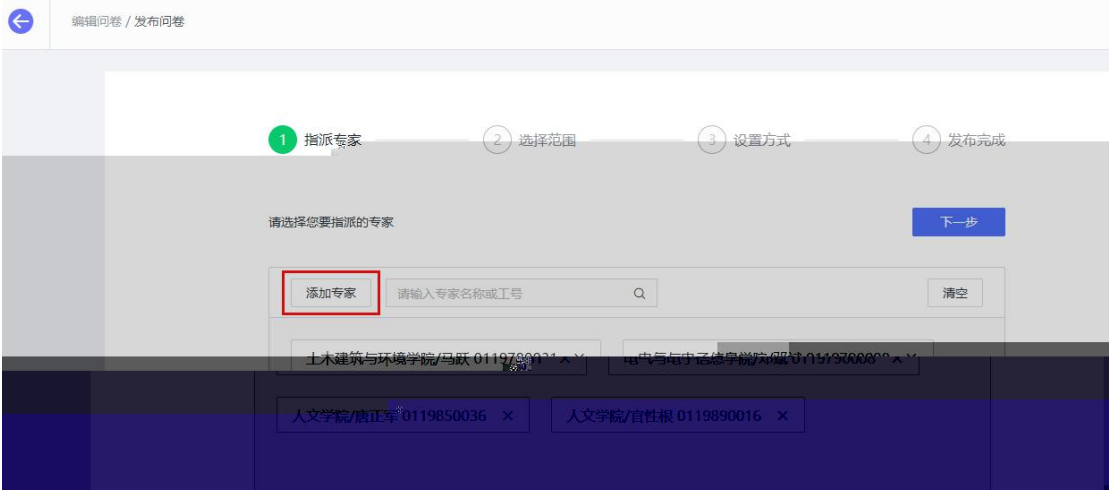 编辑问卷 / 发布问卷
1 指派专家 2 选择范围 3 设置方式 4 发布完成
请选择您要指派的专家 下一步
添加专家 请输入专家名称或工号 清空
土木建筑与环境学院/马跃
人文学院/唐正军 0119850036 × 人文学院/官性根 0119890016 ×